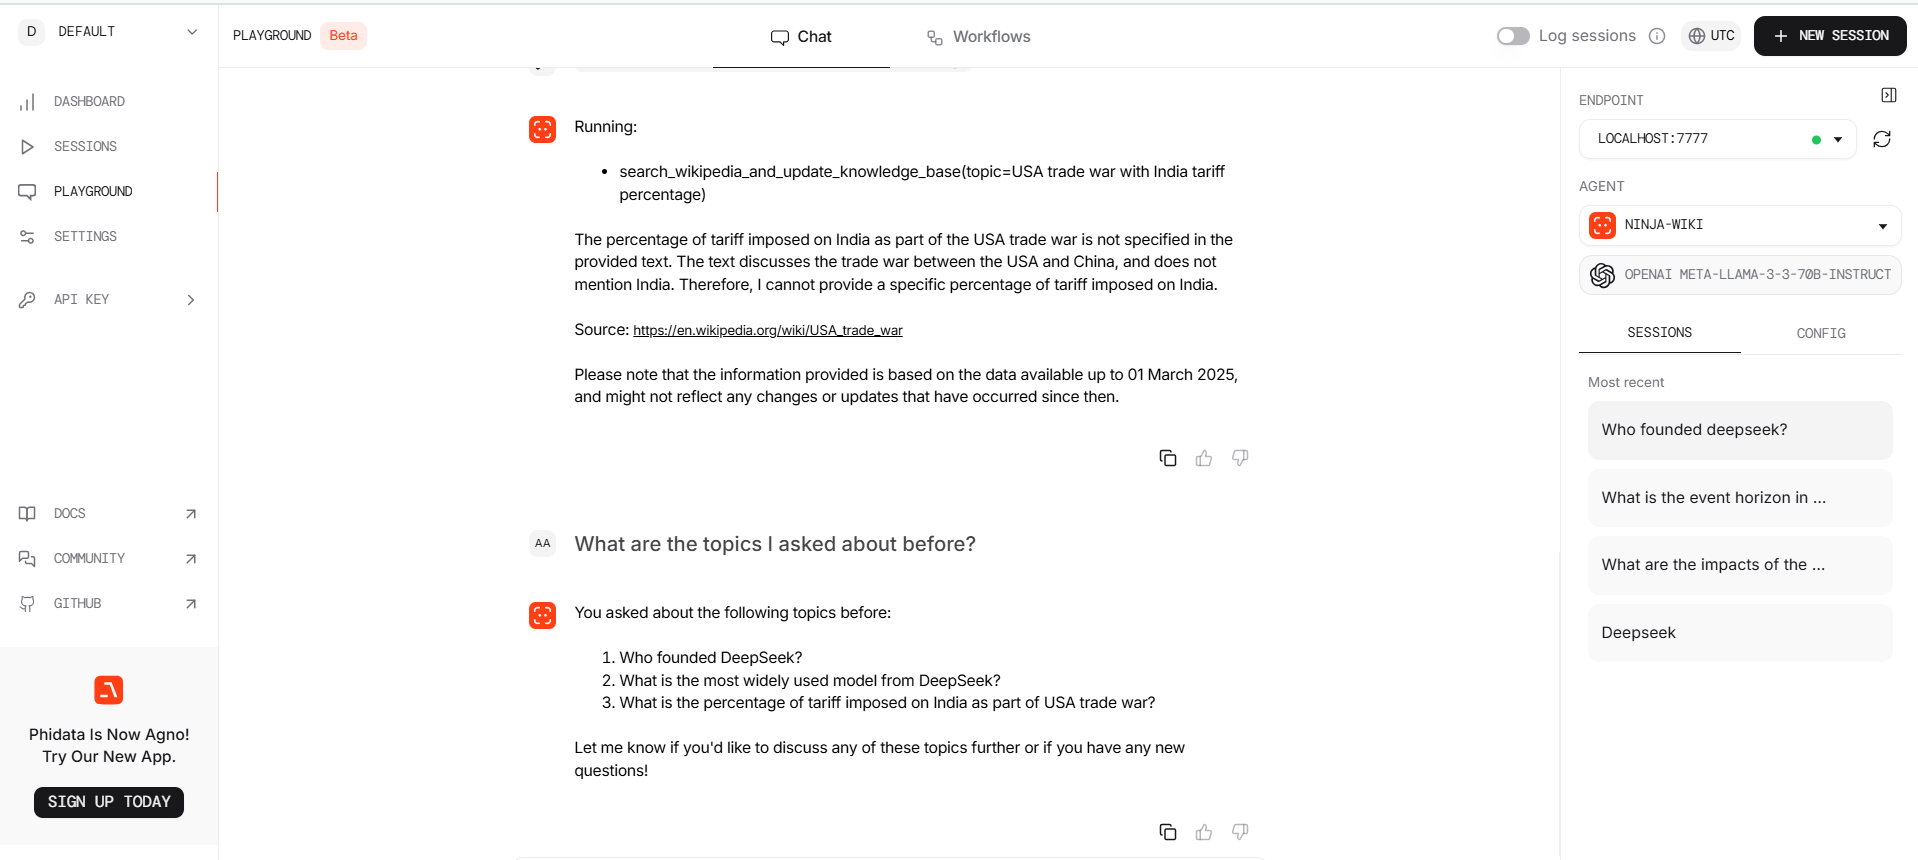 D DEFAULT
DASHBOARD
SESSIONS
PLAYGROUND
SETTINGS
API KEY
DOCS
COMMUNITY
GITHUB
Phidata Is Now Agno!
Try Our New App.
SIGN UP TODAY
PLAYGROUND Beta
Chat
Workflows
Log sessions
UTC
+ NEW SESSION
Running:
• search_wikipedia_and_update_knowledge_base(topic=USA trade war with India tariff
percentage)
The percentage of tariff imposed on India as part of the USA trade war is not specified in the
provided text. The text discusses the trade war between the USA and China, and does not
mention India. Therefore, I cannot provide a specific percentage of tariff imposed on India.
Source: https://en.wikipedia.org/wiki/USA_trade_war
Please note that the information provided is based on the data available up to 01 March 2025,
and might not reflect any changes or updates that have occurred since then.
AA What are the topics I asked about before?
You asked about the following topics before:
1. Who founded DeepSeek?
2. What is the most widely used model from DeepSeek?
3. What is the percentage of tariff imposed on India as part of USA trade war?
Let me know if you'd like to discuss any of these topics further or if you have any new
questions!
ENDPOINT
LOCALHOST:7777
AGENT
NINJA-WIKI
OPENAI META-LLAMA-3-3-70B-INSTRUCT
SESSIONS
CONFIG
Most recent
Who founded deepseek?
What is the event horizon in ...
What are the impacts of the ...
Deepseek